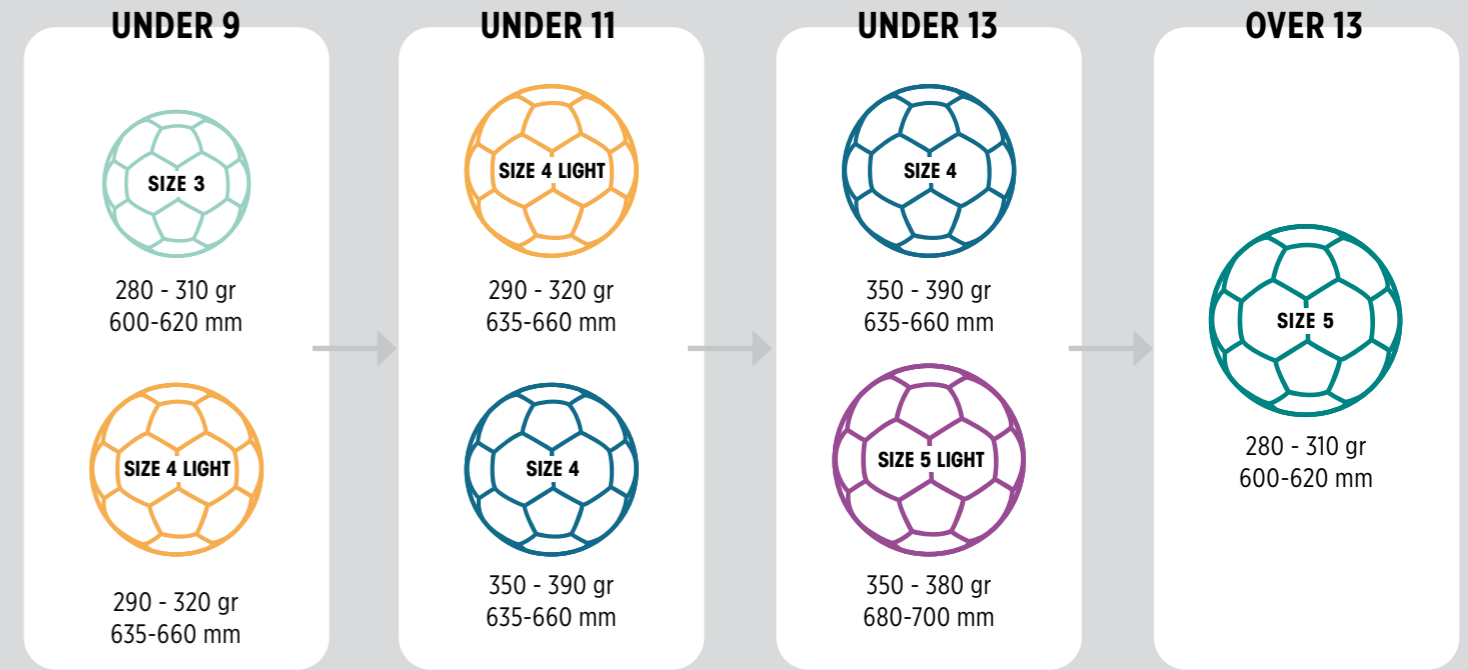 UNDER 9
SIZE 3
280 - 310 gr
600-620 mm
SIZE 4 LIGHT
290 - 320 gr
635-660 mm
UNDER 11
SIZE 4 LIGHT
290 - 320 gr
635-660 mm
SIZE 4
350 - 390 gr
635-660 mm
UNDER 13
SIZE 4
350 - 390 gr
635-660 mm
SIZE 5 LIGHT
350 - 380 gr
680-700 mm
OVER 13
SIZE 5
280 - 310 gr
600-620 mm